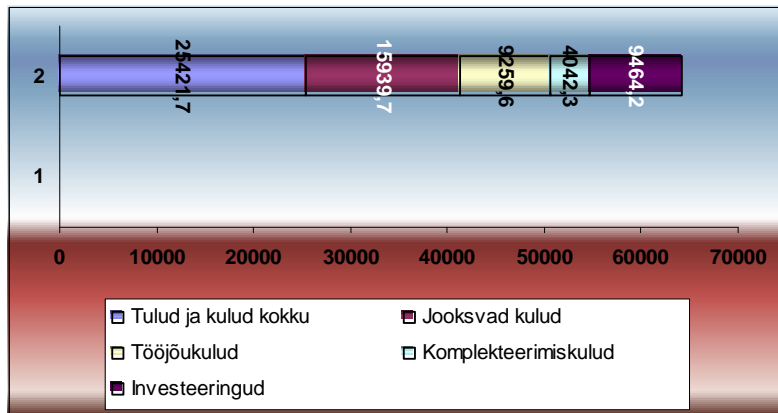 2
25421,7
15939,7
9259,6
4042,3
9464,2
1
0 10000 20000 30000 40000 50000 60000 70000
Tulud ja kulud kokku
Jooksvad kulud
Tööjõukulud
Komplekteerimiskulud
Investeeringud